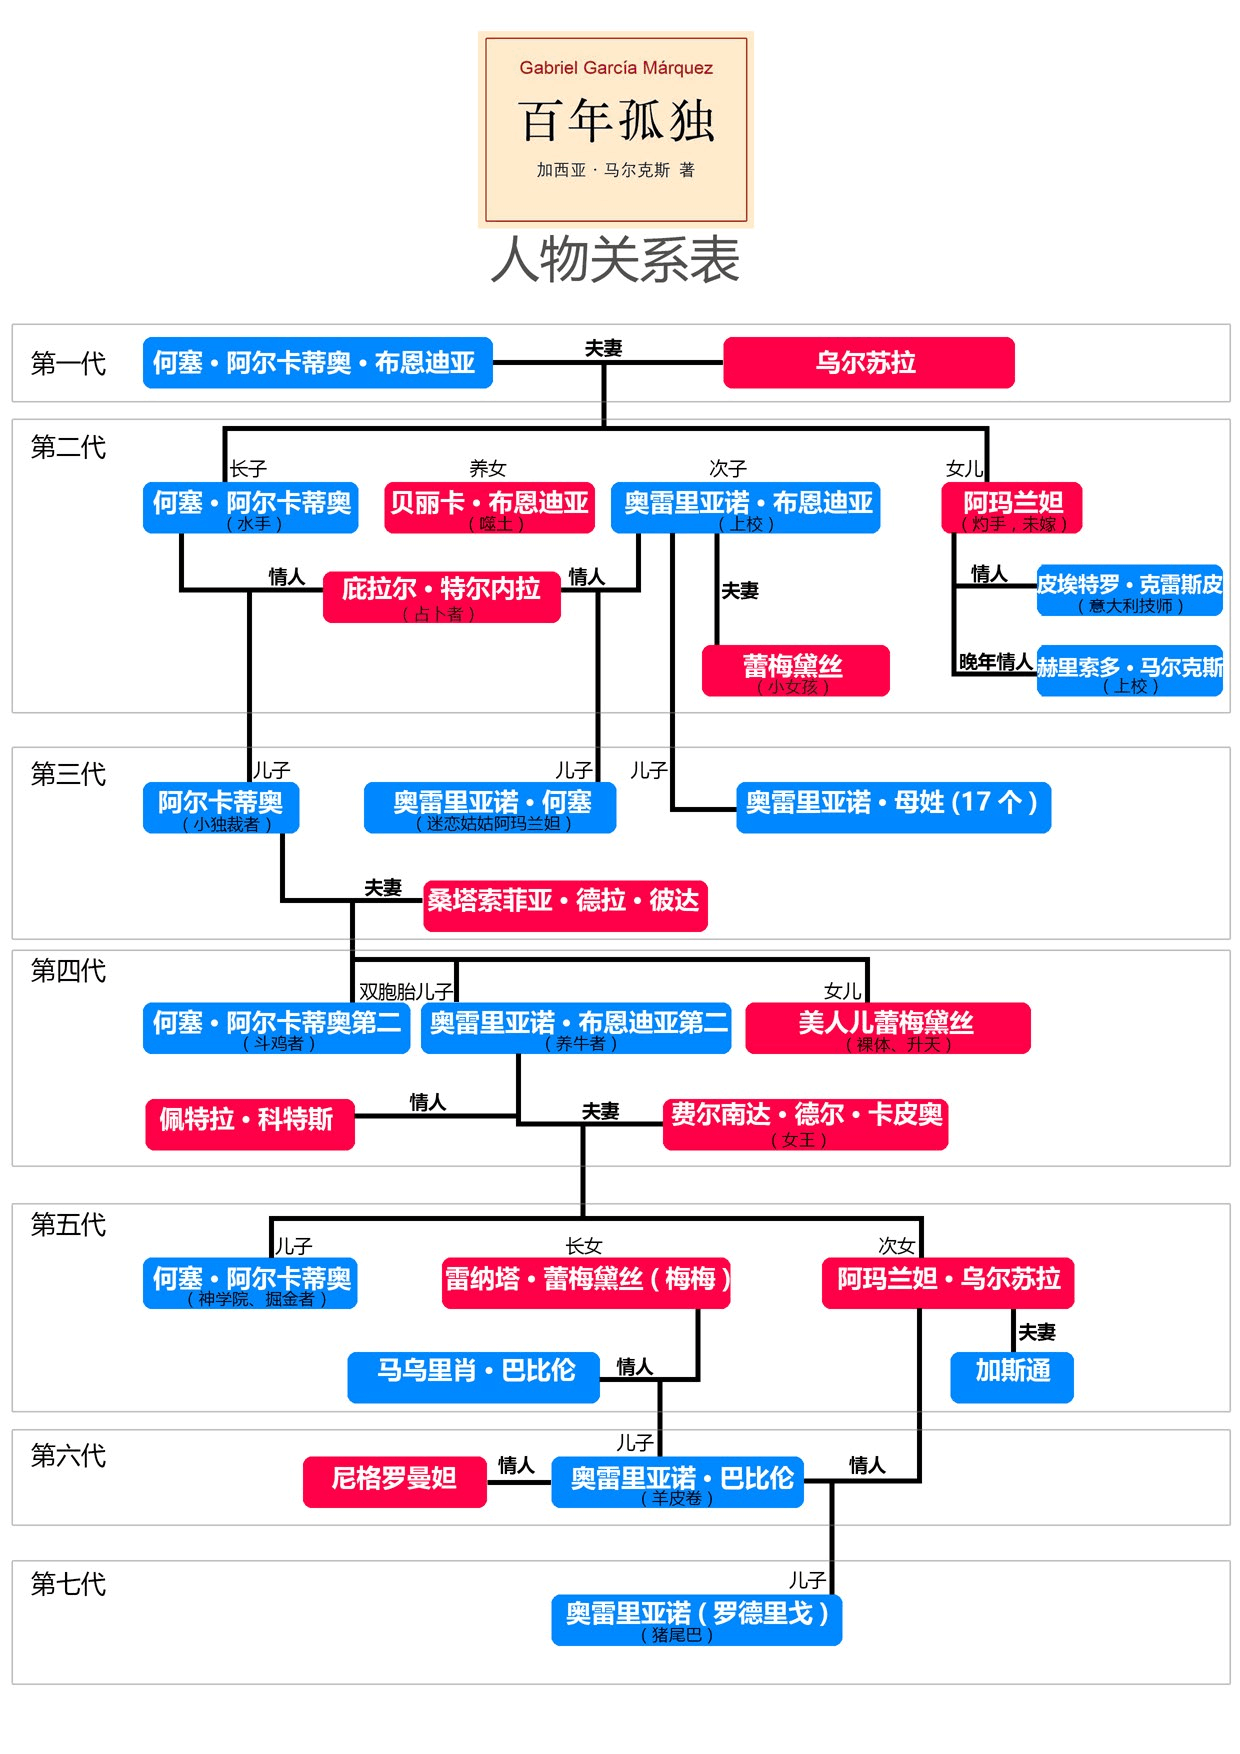 Gabriel García Márquez
百年孤独
加西亚·马尔克斯 著
人物关系表
第一代
何塞·阿尔卡蒂奥·布恩迪亚
夫妻
乌尔苏拉
第二代
长子
养女
次子
女儿
何塞·阿尔卡蒂奥
（水手）
贝丽卡·布恩迪亚
（噬土）
奥雷里亚诺·布恩迪亚
（上校）
阿玛兰妲
（灼手，未嫁）
情人
庇拉尔·特尔内拉
（占卜者）
情人
夫妻
情人
皮埃特罗·克雷斯皮
（意大利技师）
蕾梅黛丝
（小女孩）
晚年情人
赫里索多·马尔克斯
（上校）
第三代
儿子
儿子
儿子
阿尔卡蒂奥
（小独裁者）
奥雷里亚诺·何塞
（迷恋姑姑阿玛兰妲）
奥雷里亚诺·母姓(17个)
夫妻
桑塔索菲亚·德拉·彼达
第四代
双胞胎儿子
女儿
何塞·阿尔卡蒂奥第二
（斗鸡者）
奥雷里亚诺·布恩迪亚第二
（养牛者）
美人儿蕾梅黛丝
（裸体、升天）
佩特拉·科特斯
情人
夫妻
费尔南达·德尔·卡皮奥
（女王）
第五代
儿子
长女
次女
何塞·阿尔卡蒂奥
（神学院、掘金者）
雷纳塔·蕾梅黛丝(梅梅)
阿玛兰妲·乌尔苏拉
夫妻
马乌里肖·巴比伦
情人
加斯通
第六代
儿子
尼格罗曼妲
情人
奥雷里亚诺·巴比伦
（羊皮卷）
情人
第七代
儿子
奥雷里亚诺(罗德里戈)
（猪尾巴）